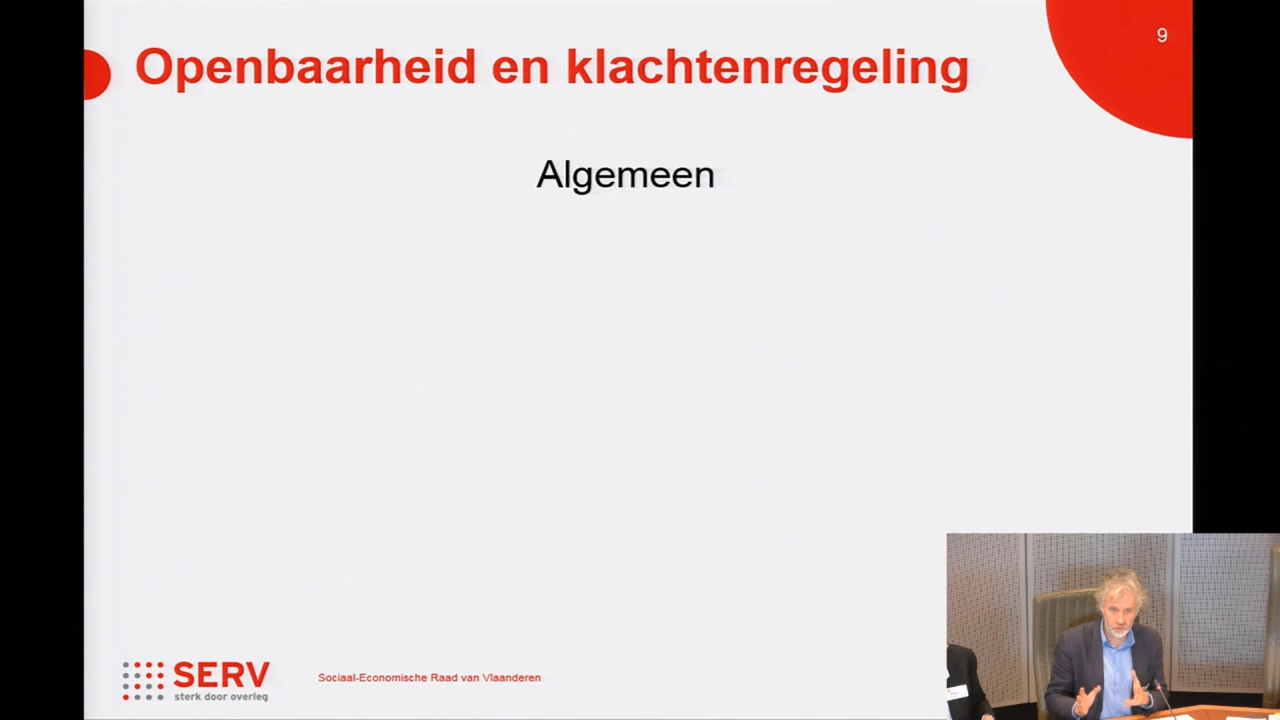 9
Openbaarheid en klachtenregeling
Algemeen
SERV
sterk door overleg
Sociaal-Economische Raad van Vlaanderen